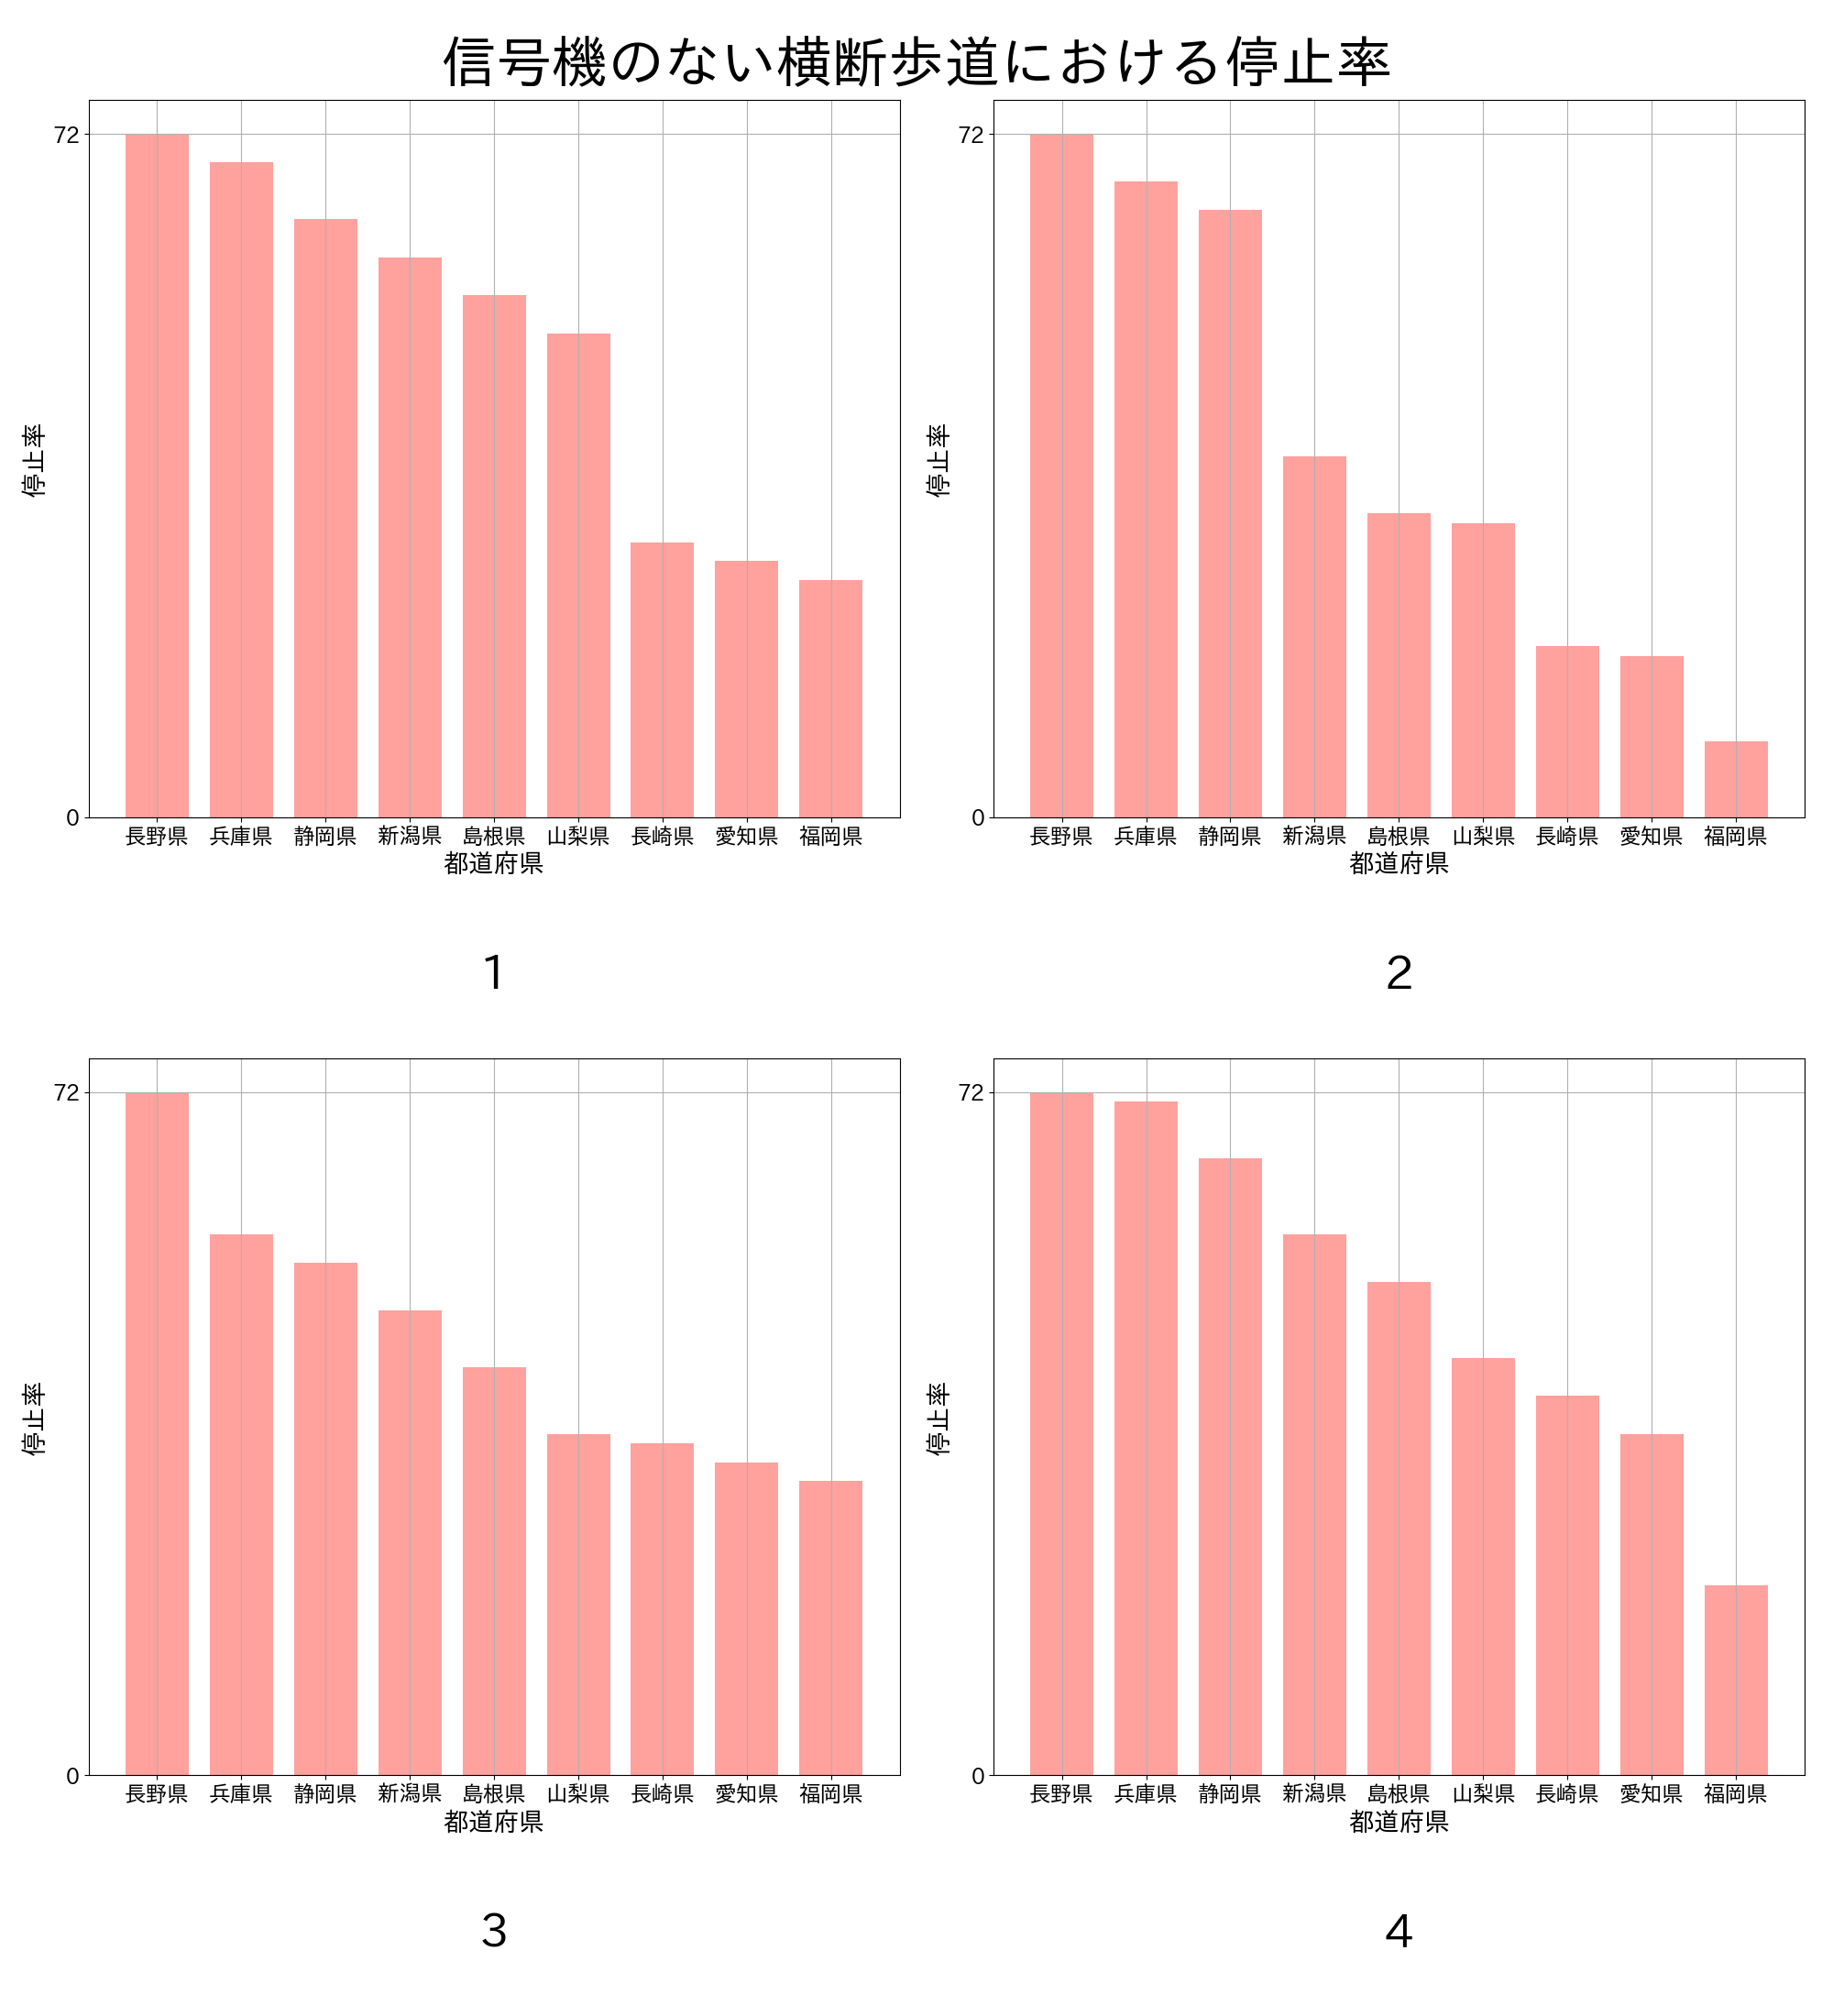 信号機のない横断歩道における停止率
72
0
停止率
長野県 兵庫県 静岡県 新潟県 島根県 山梨県 長崎県 愛知県 福岡県
都道府県
1
72
0
停止率
長野県 兵庫県 静岡県 新潟県 島根県 山梨県 長崎県 愛知県 福岡県
都道府県
2
72
0
停止率
長野県 兵庫県 静岡県 新潟県 島根県 山梨県 長崎県 愛知県 福岡県
都道府県
3
72
0
停止率
長野県 兵庫県 静岡県 新潟県 島根県 山梨県 長崎県 愛知県 福岡県
都道府県
4